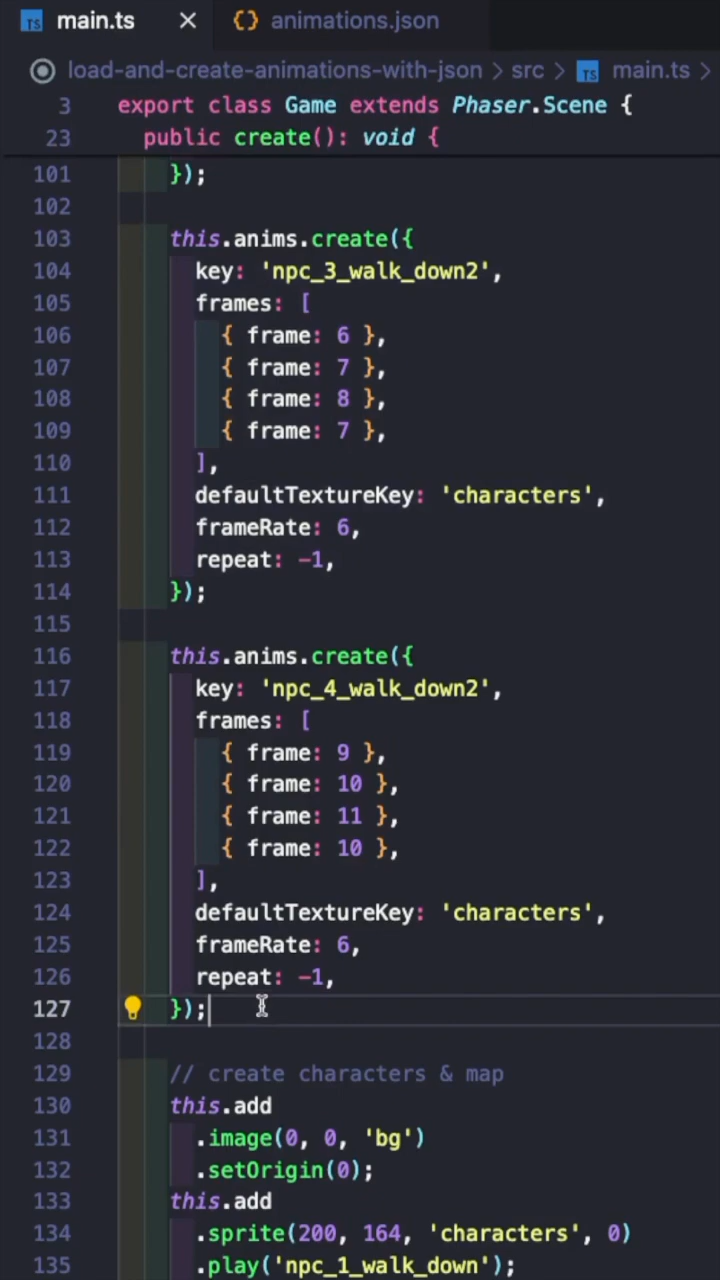 TS main.ts × {} animations.json
load-and-create-animations-with-json > src > TS main.ts >
3 export class Game extends Phaser.Scene {
23 public create(): void {
101 });
102
103 this.anims.create({
104 key: 'npc_3_walk_down2',
105 frames: [
106 { frame: 6 },
107 { frame: 7 },
108 { frame: 8 },
109 { frame: 7 },
110 ],
111 defaultTextureKey: 'characters',
112 frameRate: 6,
113 repeat: -1,
114 });
115
116 this.anims.create({
117 key: 'npc_4_walk_down2',
118 frames: [
119 { frame: 9 },
120 { frame: 10 },
121 { frame: 11 },
122 { frame: 10 },
123 ],
124 defaultTextureKey: 'characters',
125 frameRate: 6,
126 repeat: -1,
127 });
128
129 // create characters & map
130 this.add
131 .image(0, 0, 'bg')
132 .setOrigin(0);
133 this.add
134 .sprite(200, 164, 'characters', 0)
135 .play('npc_1_walk_down');